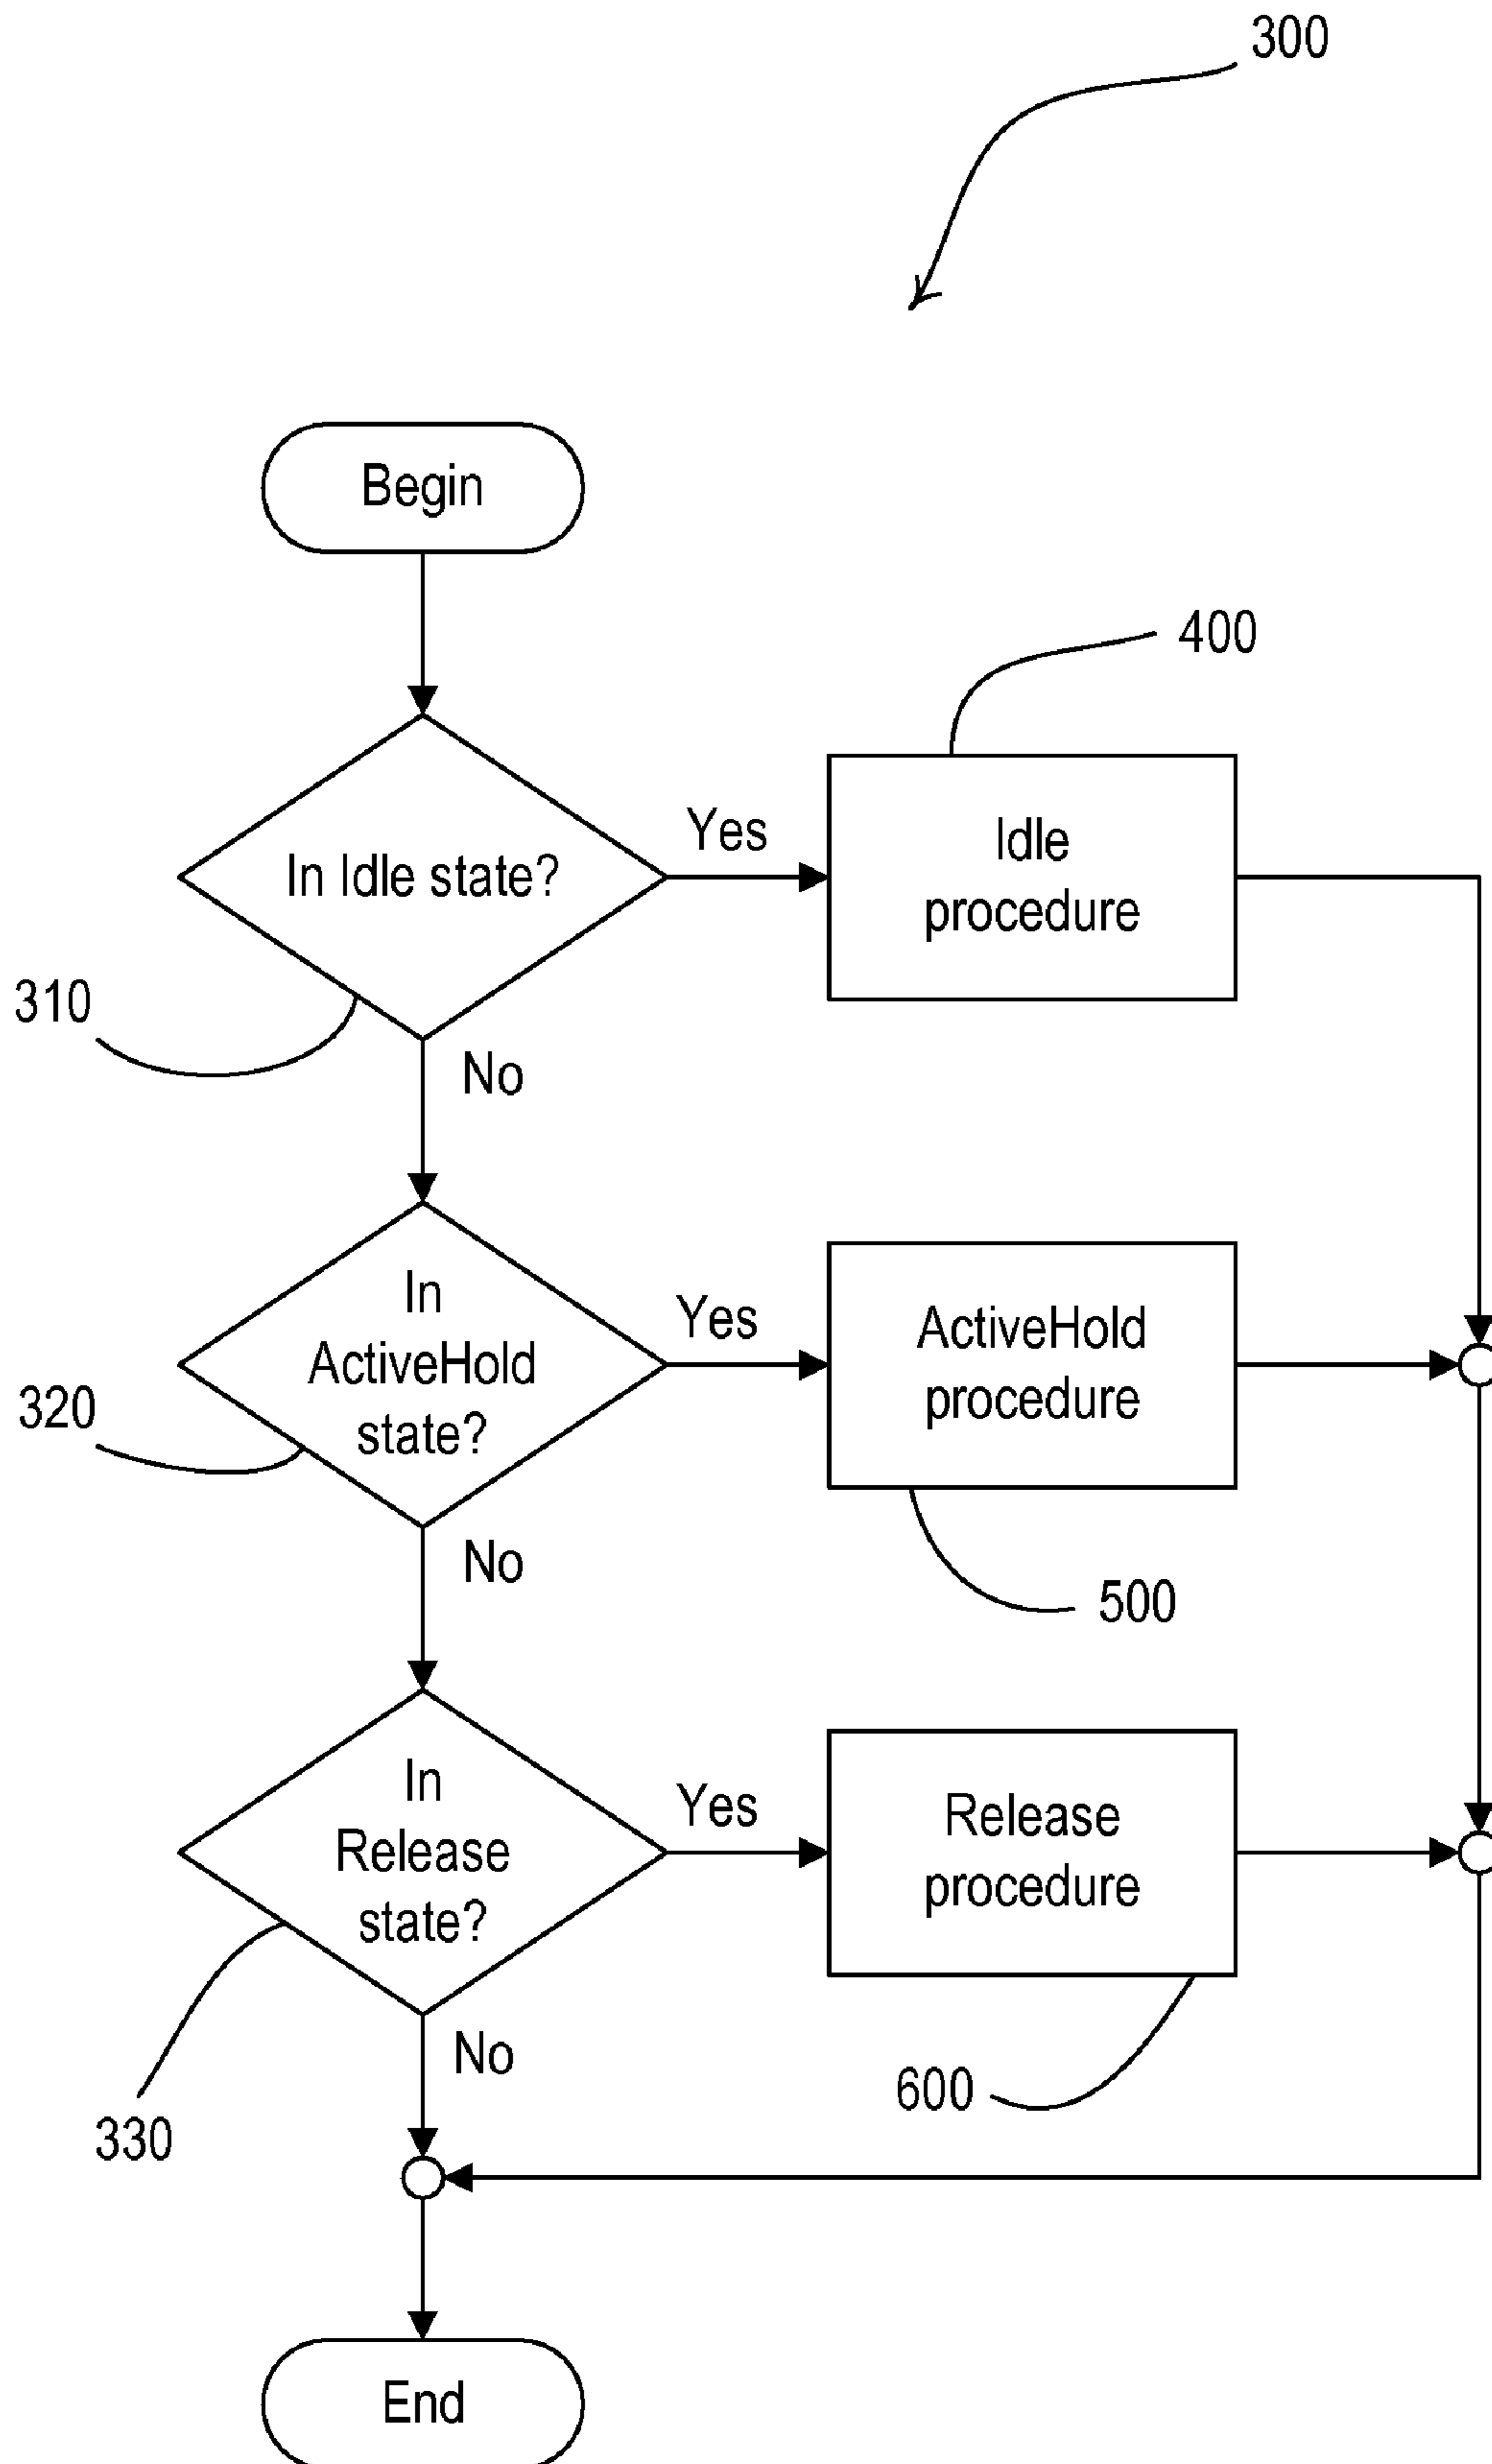 300
Begin
400
Yes
Idle
procedure
In Idle state?
310
No
In
ActiveHold
state?
Yes
ActiveHold
procedure
320
No
500
In
Release
state?
Yes
Release
procedure
No
600
330
End